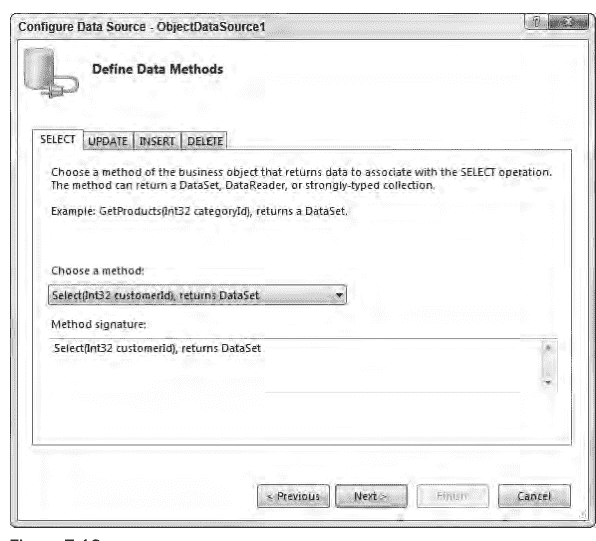 Configure Data Source - ObjectDataSource1
Define Data Methods
SELECT UPDATE INSERT DELETE
Choose a method of the business object that returns data to associate with the SELECT operation.
The method can return a DataSet, DataReader, or strongly-typed collection.
Example: GetProducts(Int32 categoryId), returns a DataSet.
Choose a method:
Select(Int32 customerId), returns DataSet
Method signature:
Select(Int32 customerId), returns DataSet
< Previous Next > Finish Cancel